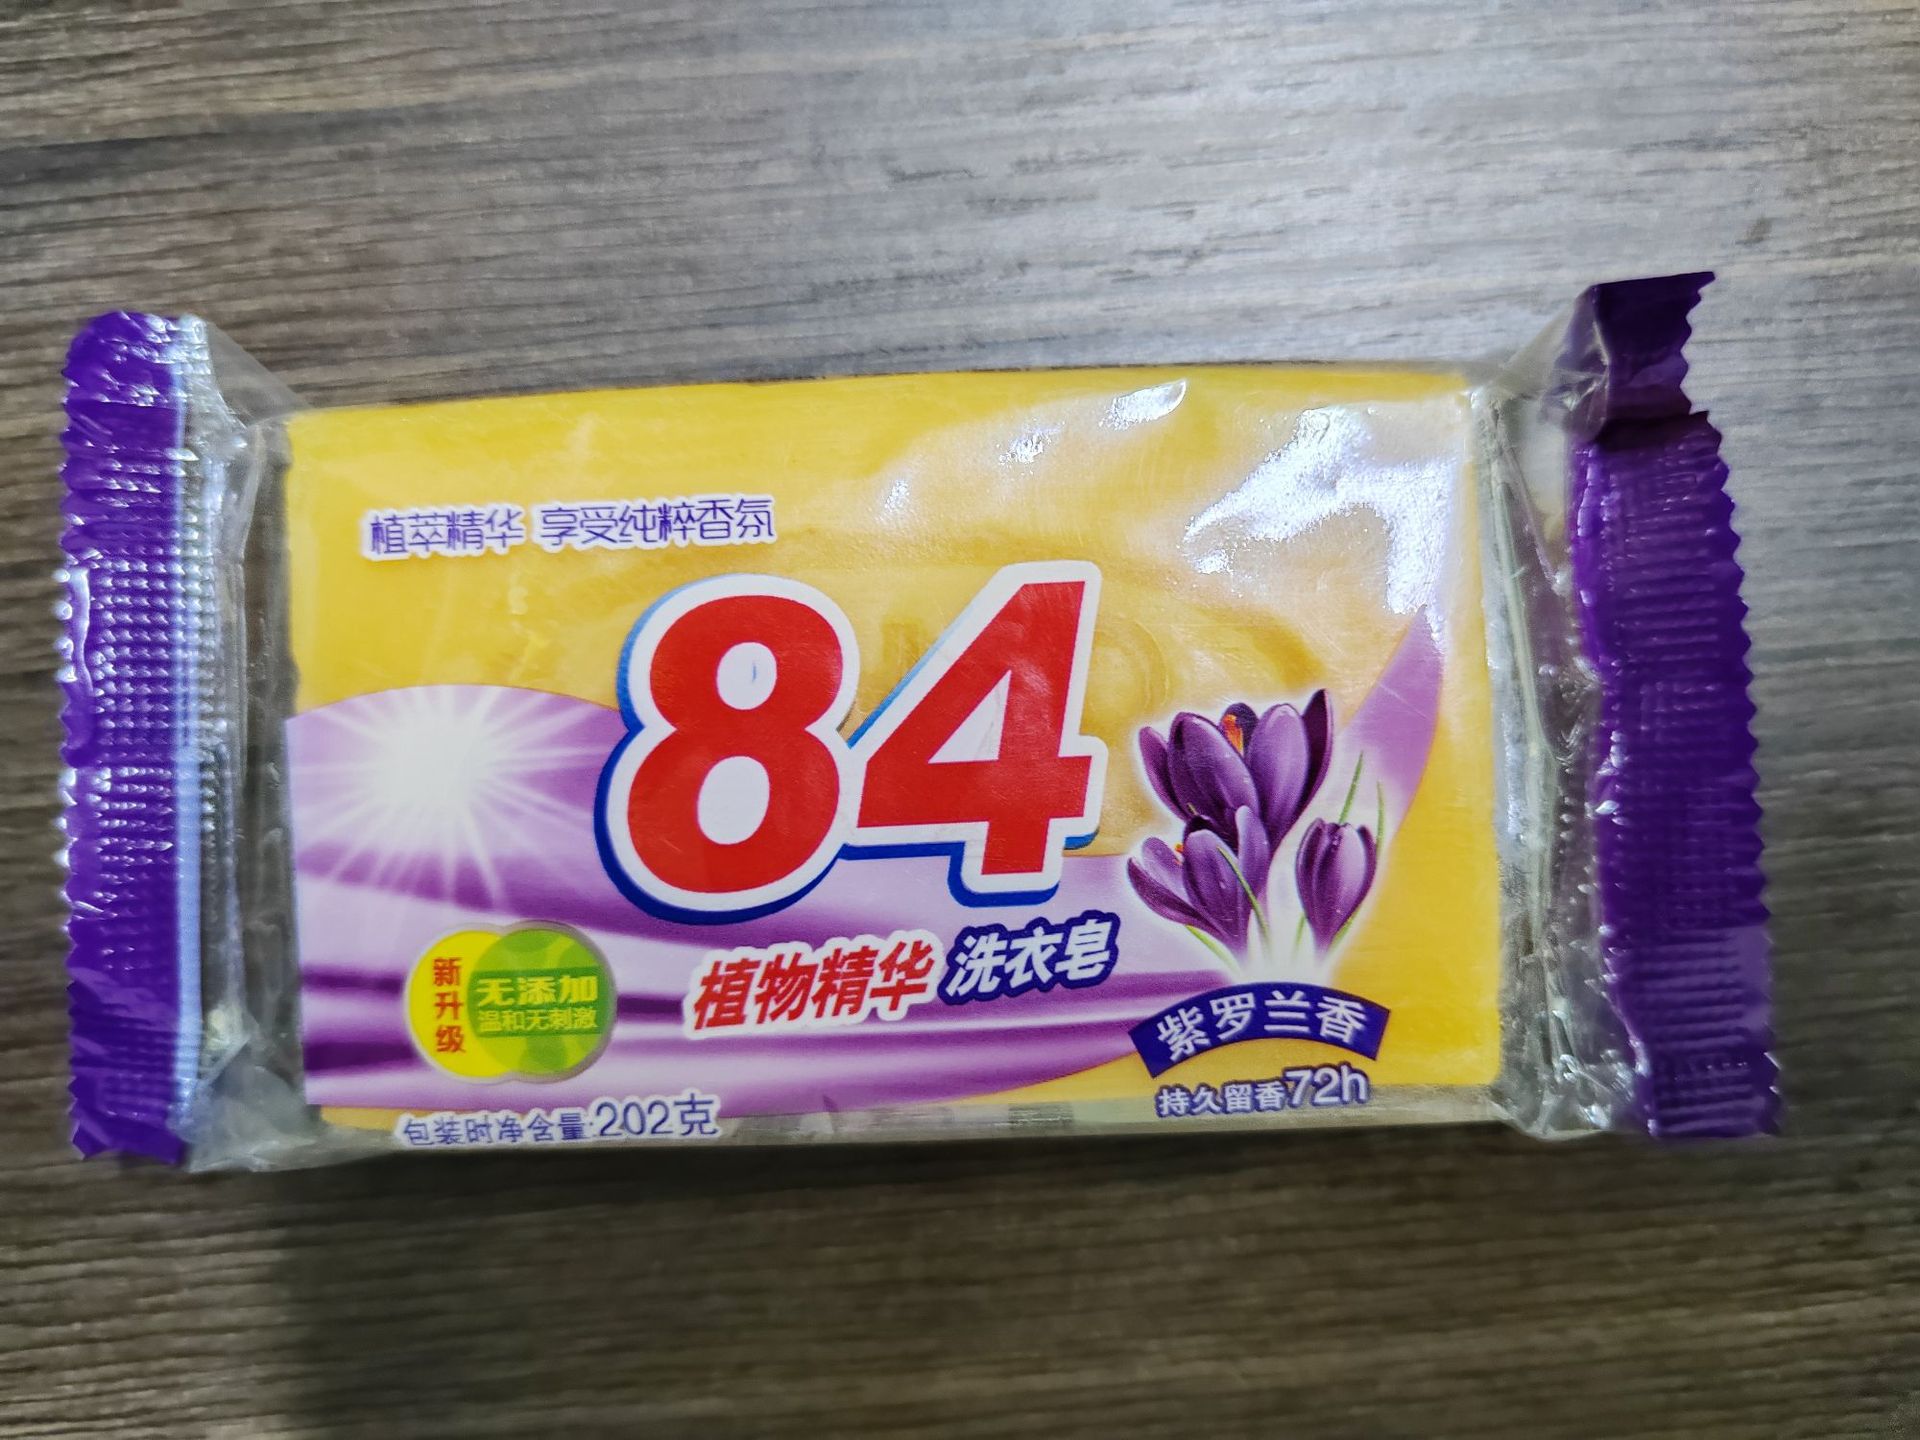 植萃精华 享受纯粹香氛
84
植物精华 洗衣皂
新升级
无添加
温和无刺激
紫罗兰香
持久留香72h
包装时净含量:202克